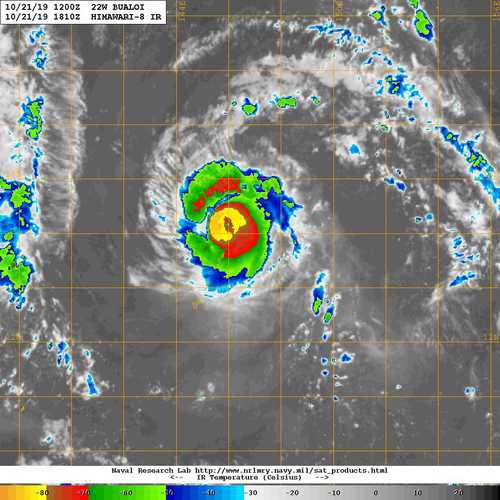 10/21/19 1200Z 22W BUALOI
10/21/19 1810Z HIMAWARI-8 IR
Naval Research Lab http://www.nrlmry.navy.mil/sat_products.html
<-- IR Temperature (Celsius) -->
-80 -70 -60 -50 -40 -30 -20 -10 0 10 20